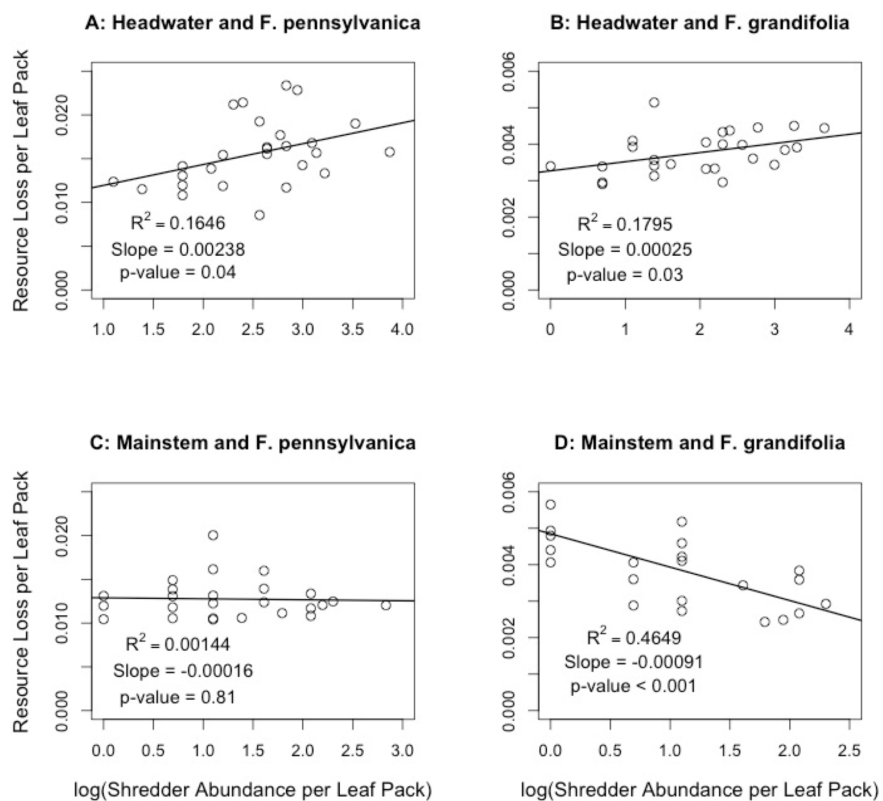 A: Headwater and F. pennsylvanica
B: Headwater and F. grandifolia
Resource Loss per Leaf Pack
0.020
0.010
0.000
R² = 0.1646
Slope = 0.00238
p-value = 0.04
1.0 1.5 2.0 2.5 3.0 3.5 4.0
0.006
0.004
0.002
0.000
R² = 0.1795
Slope = 0.00025
p-value = 0.03
0 1 2 3 4
C: Mainstem and F. pennsylvanica
D: Mainstem and F. grandifolia
Resource Loss per Leaf Pack
0.020
0.010
0.000
R² = 0.00144
Slope = -0.00016
p-value = 0.81
0.0 0.5 1.0 1.5 2.0 2.5 3.0
log(Shredder Abundance per Leaf Pack)
0.006
0.004
0.002
0.000
R² = 0.4649
Slope = -0.00091
p-value < 0.001
0.0 0.5 1.0 1.5 2.0 2.5
log(Shredder Abundance per Leaf Pack)